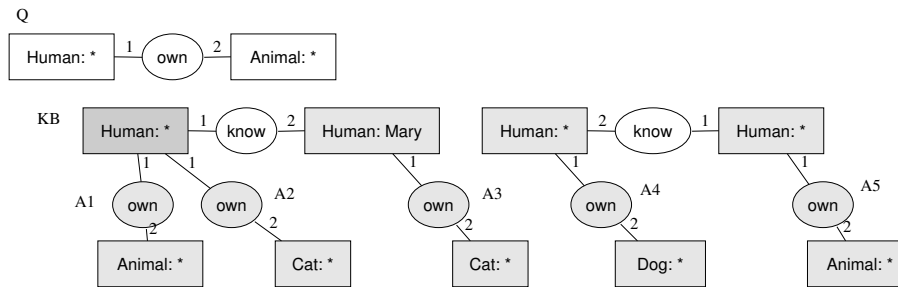 Q
Human: * 1 own 2 Animal: *
KB Human: * 1 know 2 Human: Mary Human: * 2 know 1 Human: *
1 1 1 1 1
A1 own own A2 own A3 own A4 own A5
2 2 2 2 2
Animal: * Cat: * Cat: * Dog: * Animal: *